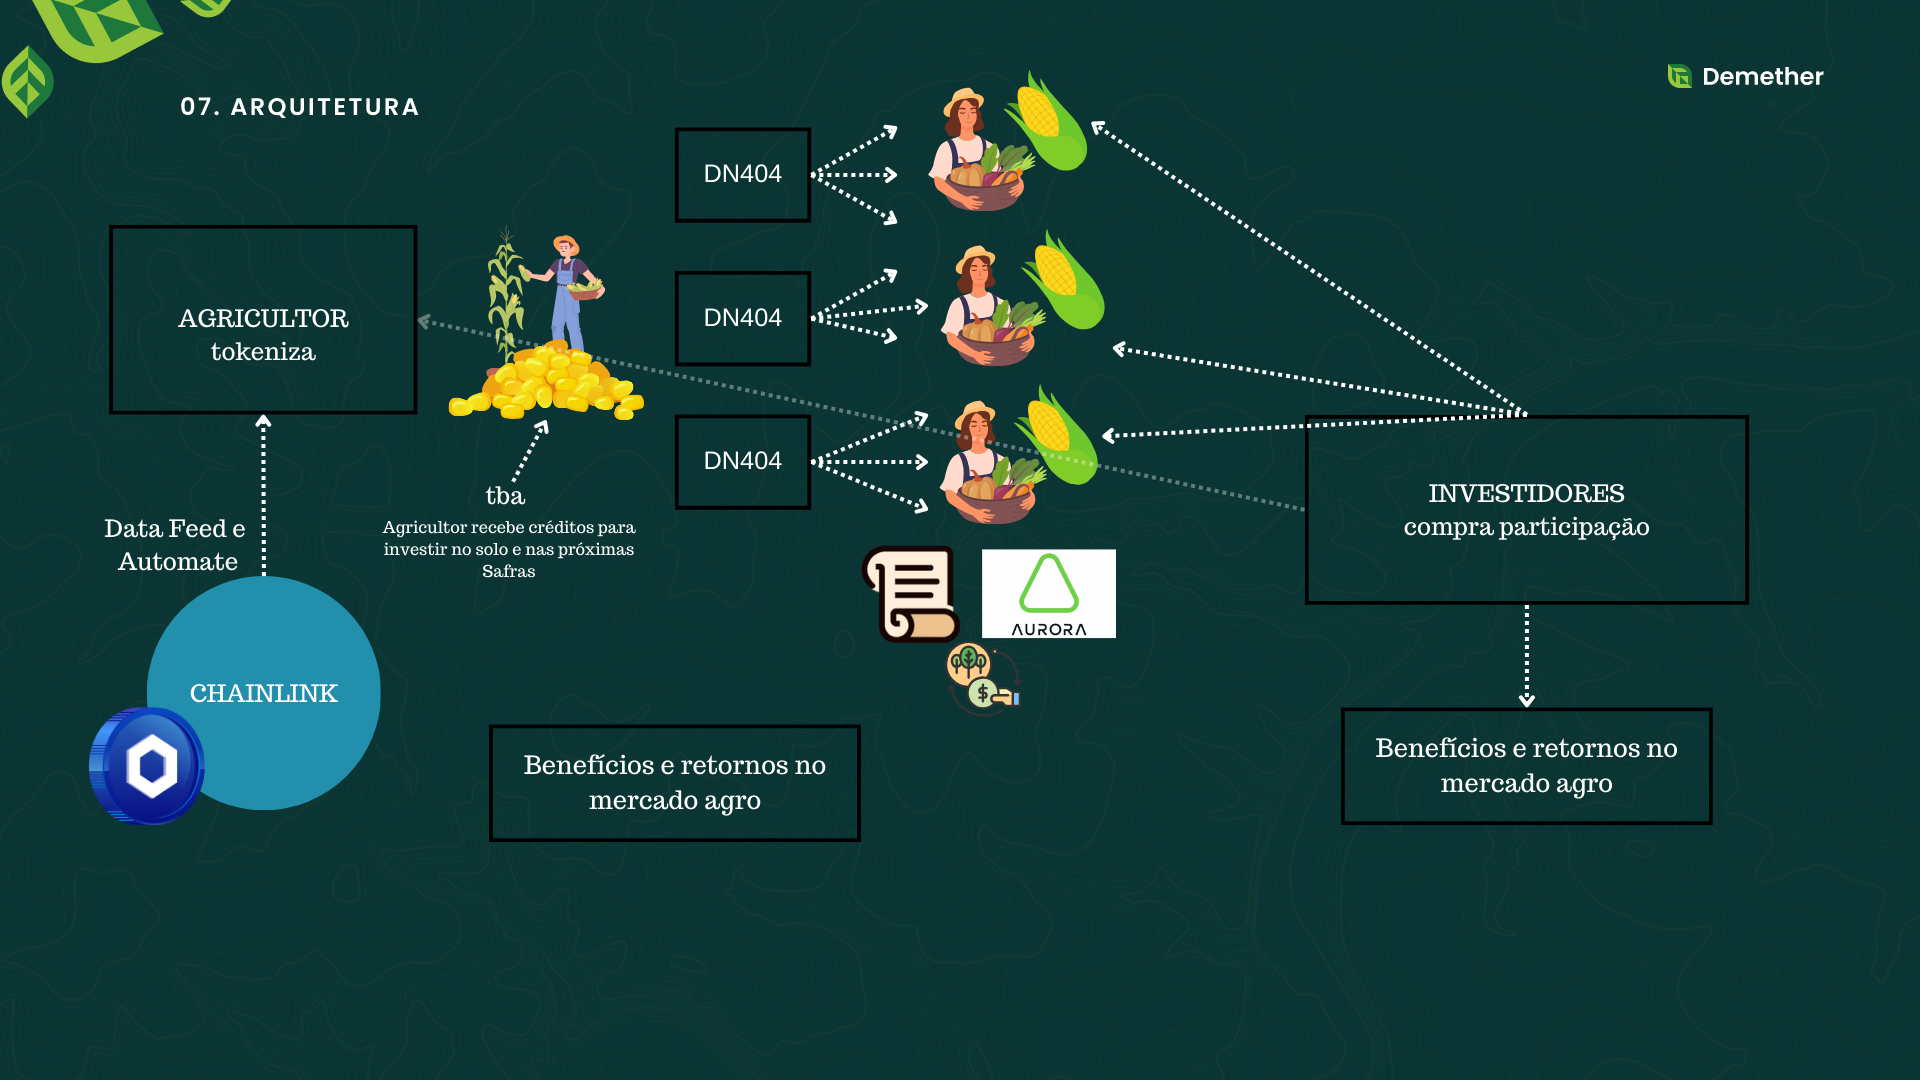 07. ARQUITETURA
Demether
AGRICULTOR
tokeniza
DN404
DN404
DN404
tba
Agricultor recebe créditos para
investir no solo e nas próximas
Safras
Data Feed e
Automate
CHAINLINK
AURORA
$
INVESTIDORES
compra participação
Benefícios e retornos no
mercado agro
Benefícios e retornos no
mercado agro